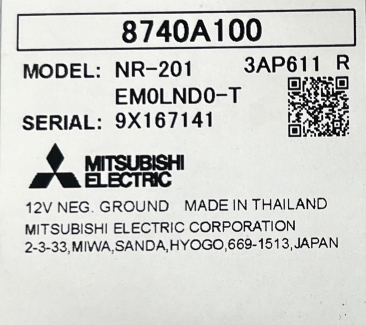 8740A100
MODEL: NR-201 3AP611 R
EM0LND0-T
SERIAL: 9X167141
MITSUBISHI
ELECTRIC
12V NEG. GROUND MADE IN THAILAND
MITSUBISHI ELECTRIC CORPORATION
2-3-33,MIWA,SANDA,HYOGO,669-1513,JAPAN